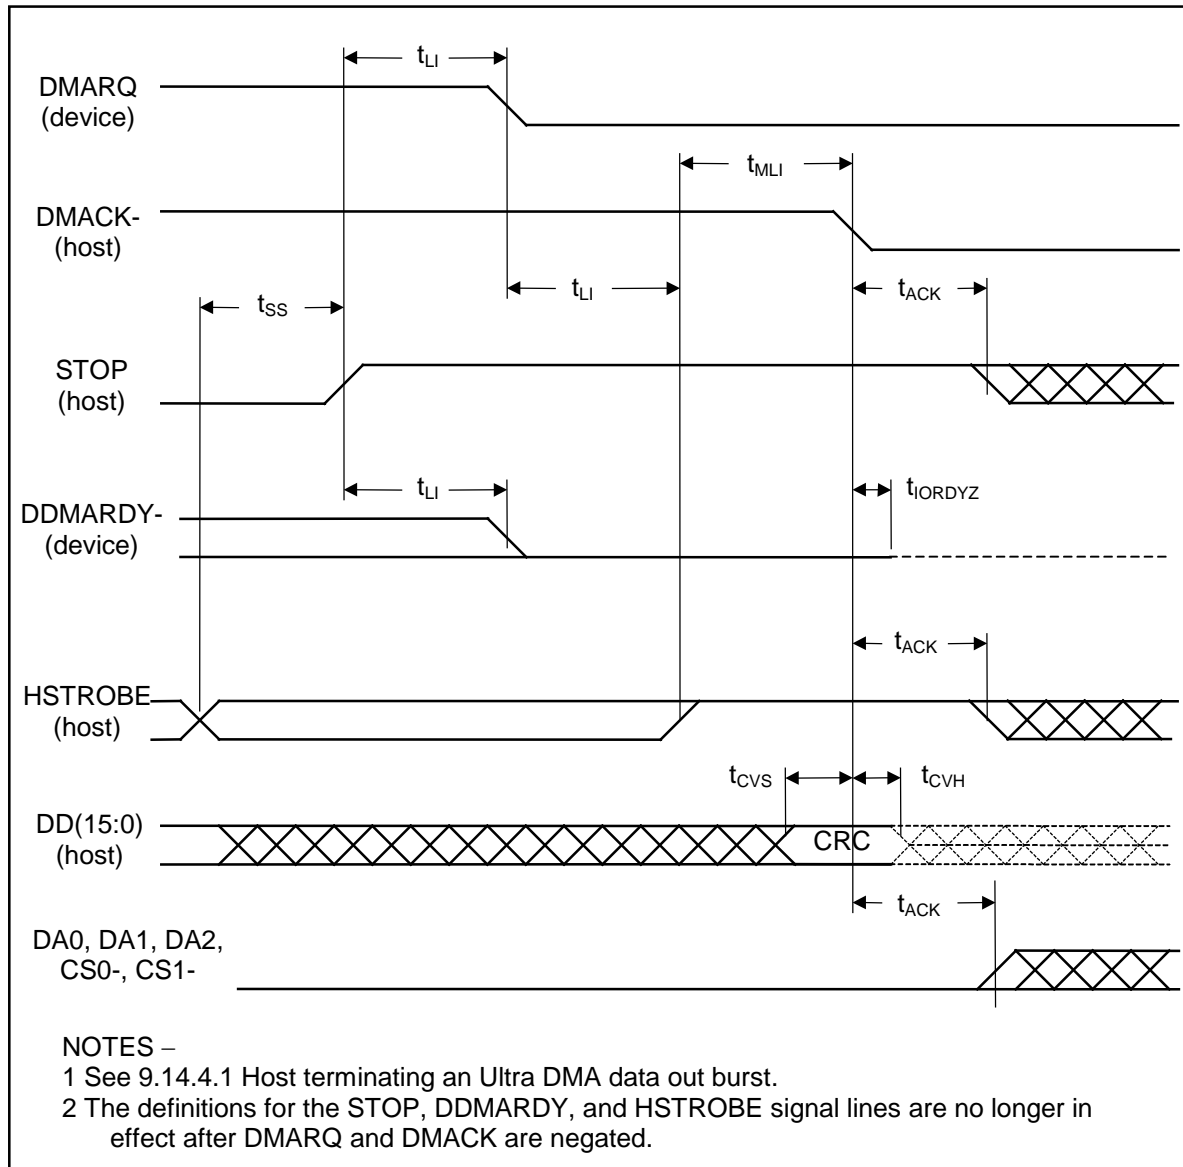 tLI
DMARQ
(device)
tMLI
DMACK-
(host)
tSS
tLI
tACK
STOP
(host)
tLI
tIORDYZ
DDMARDY-
(device)
tACK
HSTROBE
(host)
tCVS
tCVH
DD(15:0)
(host)
CRC
tACK
DA0, DA1, DA2,
CS0-, CS1-
NOTES –
1 See 9.14.4.1 Host terminating an Ultra DMA data out burst.
2 The definitions for the STOP, DDMARDY, and HSTROBE signal lines are no longer in
effect after DMARQ and DMACK are negated.